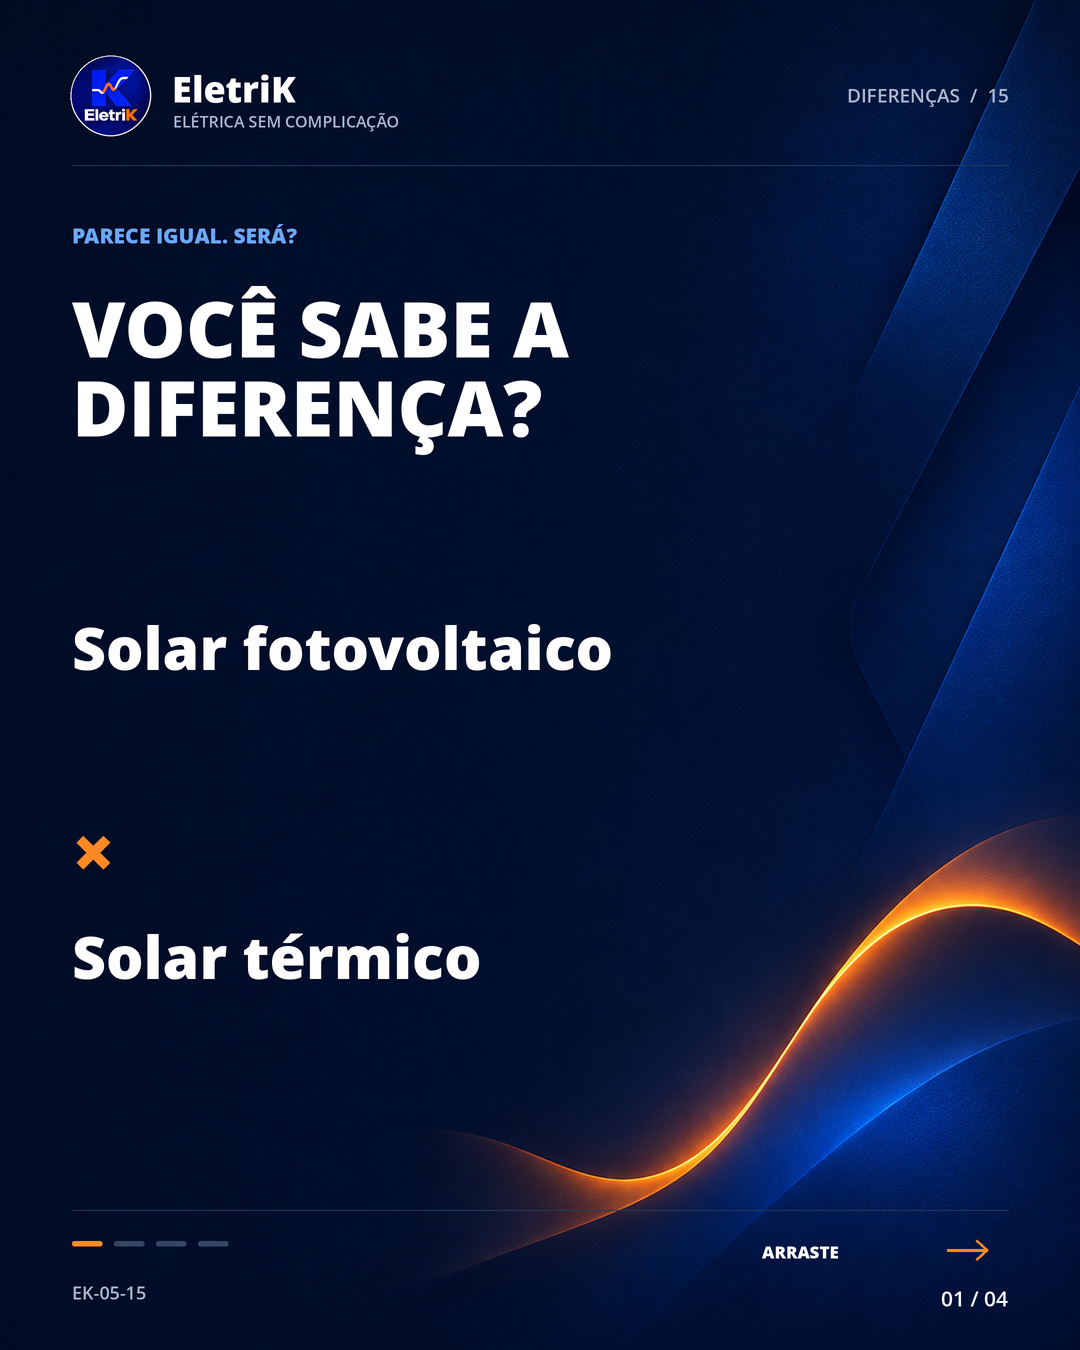 EletriK
EletriK
ELÉTRICA SEM COMPLICAÇÃO
DIFERENÇAS / 15
PARECE IGUAL. SERÁ?
VOCÊ SABE A
DIFERENÇA?
Solar fotovoltaico
✖
Solar térmico
ARRASTE →
EK-05-15
01 / 04